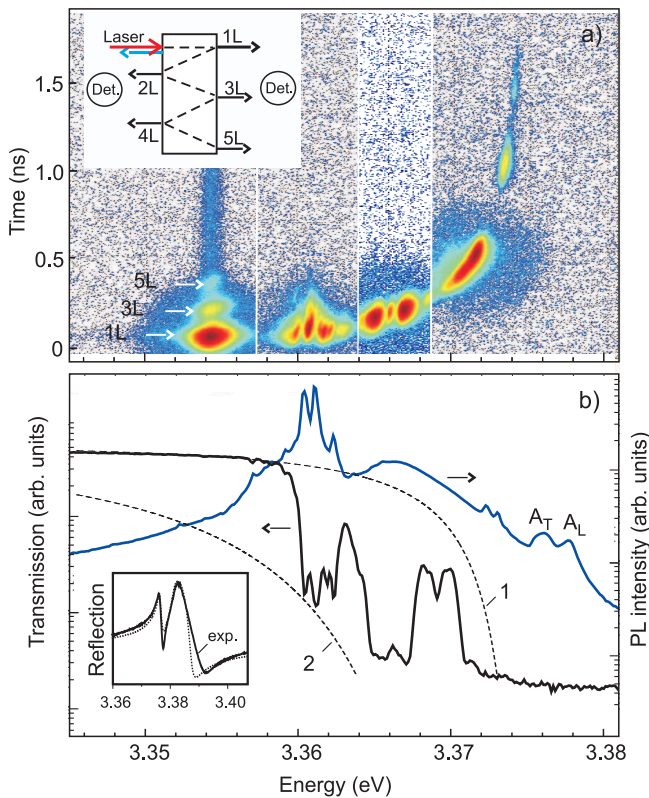 a)
Laser
1L
2L
3L
4L
5L
Det.
Det.
Time (ns)
1.5
1.0
0.5
0
5L
3L
1L
b)
Transmission (arb. units)
PL intensity (arb. units)
A_T
A_L
1
2
Reflection
exp.
3.36
3.38
3.40
3.35
3.36
3.37
3.38
Energy (eV)